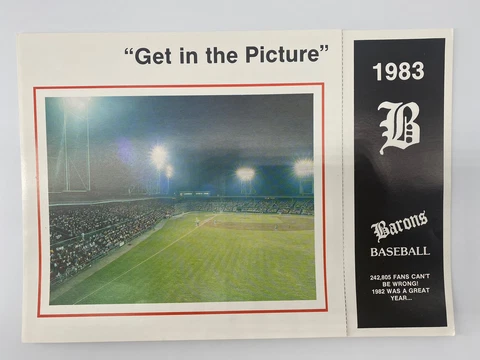 “Get in the Picture”
1983
B
Barons
BASEBALL
242,805 FANS CAN'T
BE WRONG!
1982 WAS A GREAT
YEAR...